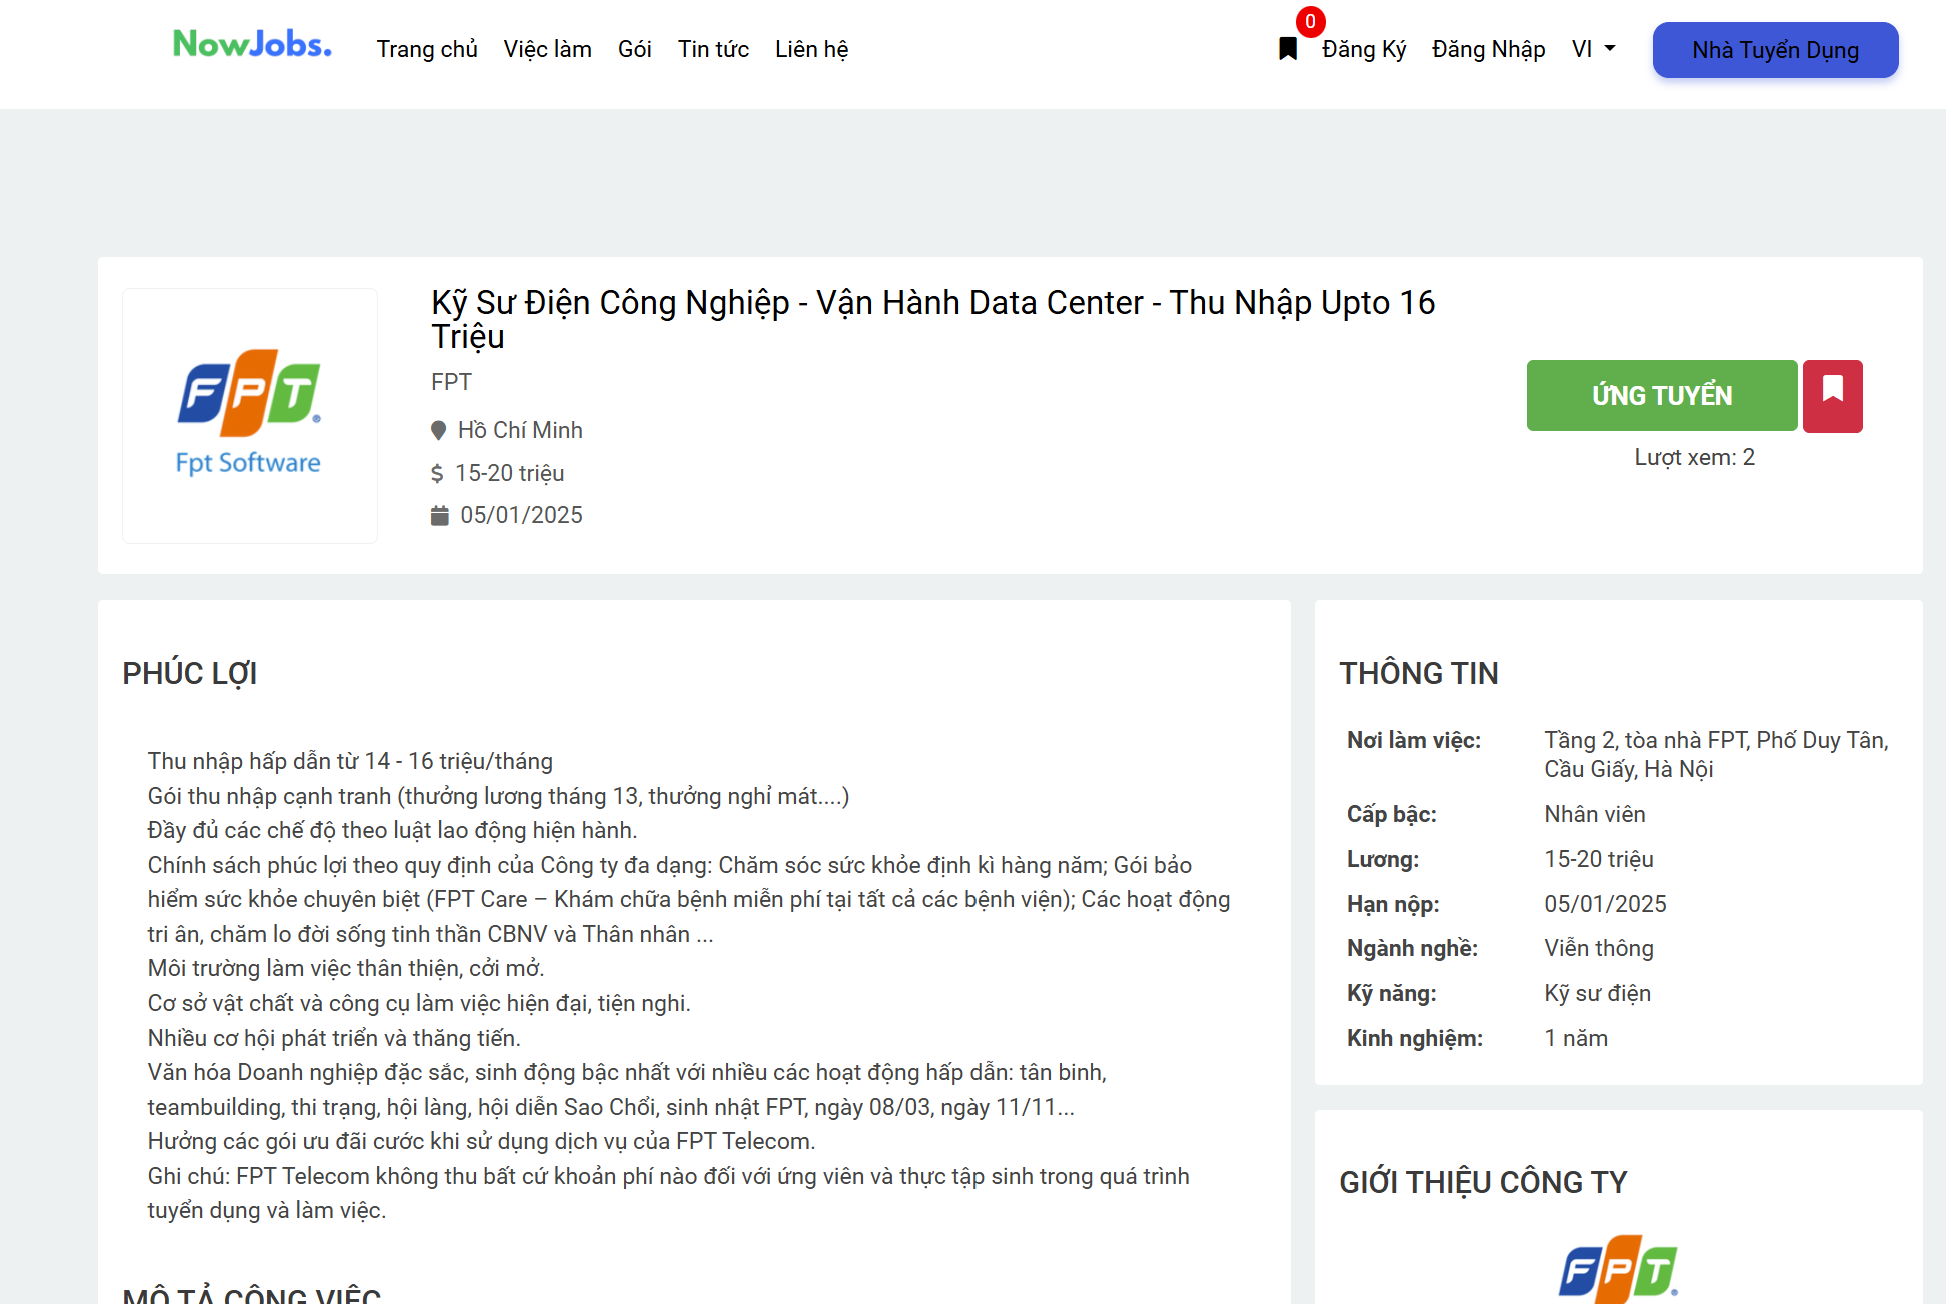 NowJobs.
Trang chủ Việc làm Gói Tin tức Liên hệ
0
Đăng Ký Đăng Nhập VI
Nhà Tuyển Dụng
FPT
Fpt Software
Kỹ Sư Điện Công Nghiệp - Vận Hành Data Center - Thu Nhập Upto 16
Triệu
FPT
Hồ Chí Minh
15-20 triệu
05/01/2025
ỨNG TUYỂN
Lượt xem: 2
PHÚC LỢI
Thu nhập hấp dẫn từ 14 - 16 triệu/tháng
Gói thu nhập cạnh tranh (thưởng lương tháng 13, thưởng nghỉ mát....)
Đầy đủ các chế độ theo luật lao động hiện hành.
Chính sách phúc lợi theo quy định của Công ty đa dạng: Chăm sóc sức khỏe định kì hàng năm; Gói bảo
hiểm sức khỏe chuyên biệt (FPT Care – Khám chữa bệnh miễn phí tại tất cả các bệnh viện); Các hoạt động
tri ân, chăm lo đời sống tinh thần CBNV và Thân nhân ...
Môi trường làm việc thân thiện, cởi mở.
Cơ sở vật chất và công cụ làm việc hiện đại, tiện nghi.
Nhiều cơ hội phát triển và thăng tiến.
Văn hóa Doanh nghiệp đặc sắc, sinh động bậc nhất với nhiều các hoạt động hấp dẫn: tân binh,
teambuilding, thi trạng, hội làng, hội diễn Sao Chổi, sinh nhật FPT, ngày 08/03, ngày 11/11...
Hưởng các gói ưu đãi cước khi sử dụng dịch vụ của FPT Telecom.
Ghi chú: FPT Telecom không thu bất cứ khoản phí nào đối với ứng viên và thực tập sinh trong quá trình
tuyển dụng và làm việc.
MÔ TẢ CÔNG VIỆC
THÔNG TIN
Nơi làm việc: Tầng 2, tòa nhà FPT, Phố Duy Tân,
Cầu Giấy, Hà Nội
Cấp bậc: Nhân viên
Lương: 15-20 triệu
Hạn nộp: 05/01/2025
Ngành nghề: Viễn thông
Kỹ năng: Kỹ sư điện
Kinh nghiệm: 1 năm
GIỚI THIỆU CÔNG TY
FPT